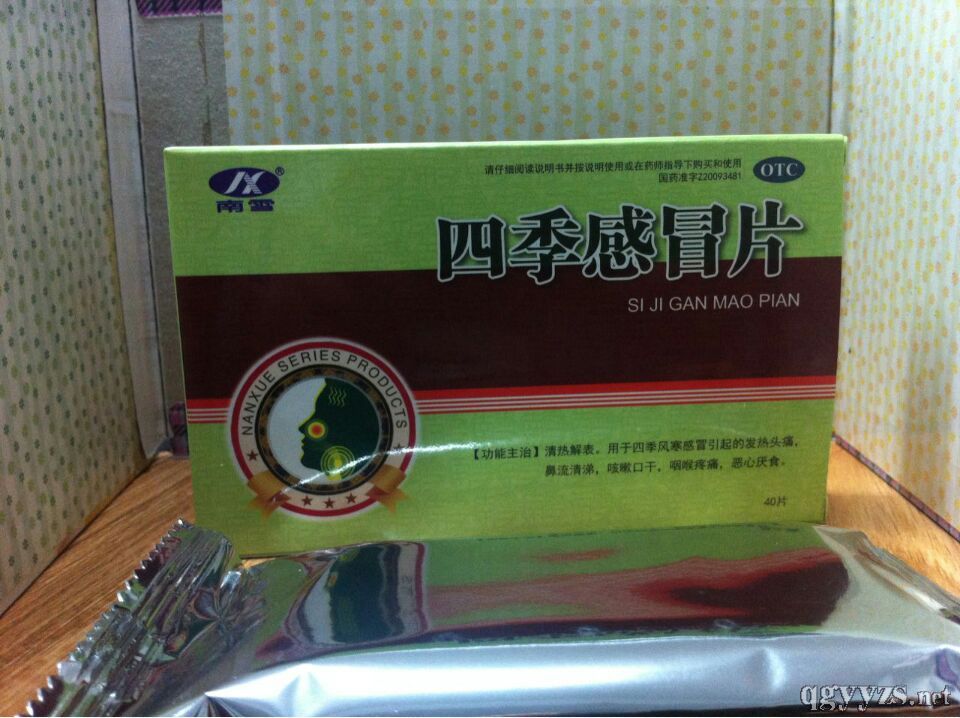 JX®
南雪
请仔细阅读说明书并按说明使用或在药师指导下购买和使用
国药准字Z20093481
OTC
四季感冒片
SI JI GAN MAO PIAN
NANXUE SERIES PRODUCTS
【功能主治】清热解表。用于四季风寒感冒引起的发热头痛,
鼻流清涕,咳嗽口干,咽喉疼痛,恶心厌食。
40片
qgyyzs.net